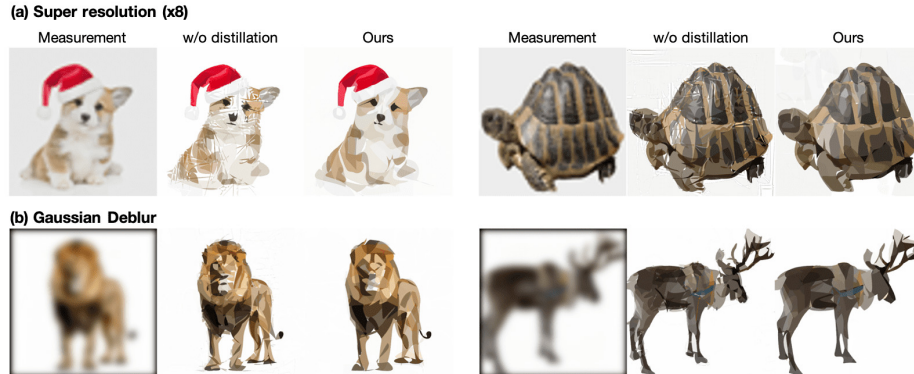 (a) Super resolution (x8)
Measurement w/o distillation Ours Measurement w/o distillation Ours
(b) Gaussian Deblur